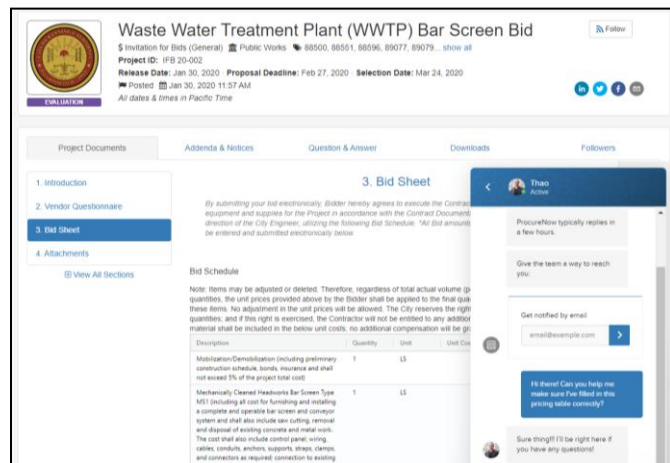 Waste Water Treatment Plant (WWTP) Bar Screen Bid
Follow
$ Invitation for Bids (General) Public Works 88500, 88551, 88596, 89077, 89079... show all
Project ID: IFB 20-002
Release Date: Jan 30, 2020 · Proposal Deadline: Feb 27, 2020 · Selection Date: Mar 24, 2020
Posted Jan 30, 2020 11:57 AM
All dates & times in Pacific Time
EVALUATION
Project Documents
Addenda & Notices
Question & Answer
Downloads
Followers
1. Introduction
2. Vendor Questionnaire
3. Bid Sheet
4. Attachments
View All Sections
3. Bid Sheet
By submitting your bid electronically, Bidder hereby agrees to execute the Contrac
equipment and supplies for the Project in accordance with the Contract Document
direction of the City Engineer, utilizing the following Bid Schedule. *All Bid amounts
be entered and submitted electronically below.
Bid Schedule
Note: Items may be adjusted or deleted. Therefore, regardless of total actual volume (p
quantities, the unit prices provided above by the Bidder shall be applied to the final qua
these items. No adjustment in the unit prices will be allowed. The City reserves the righ
quantities; and if this right is exercised, the Contractor will not be entitled to any addition
material shall be included in the below unit costs, no additional compensation will be gr
Description Quantity Unit Unit Cos
Mobilization/Demobilization (including preliminary 1 LS
construction schedule, bonds, insurance and shall
not exceed 5% of the project total cost)
Mechanically Cleaned Headworks Bar Screen Type 1 LS
MS1 (including all cost for furnishing and installing
a complete and operable bar screen and conveyor
system and shall also include saw cutting, removal
and disposal of existing concrete and metal work.
The cost shall also include control panel, wiring,
cables, conduits, anchors, supports, straps, clamps,
and connectors as required; connection to existing
Thao
Active
ProcureNow typically replies in
a few hours.
Give the team a way to reach
you:
Get notified by email
email@example.com
Hi there! Can you help me
make sure I've filled in this
pricing table correctly?
Sure thing!!! I'll be right here if
you have any questions!